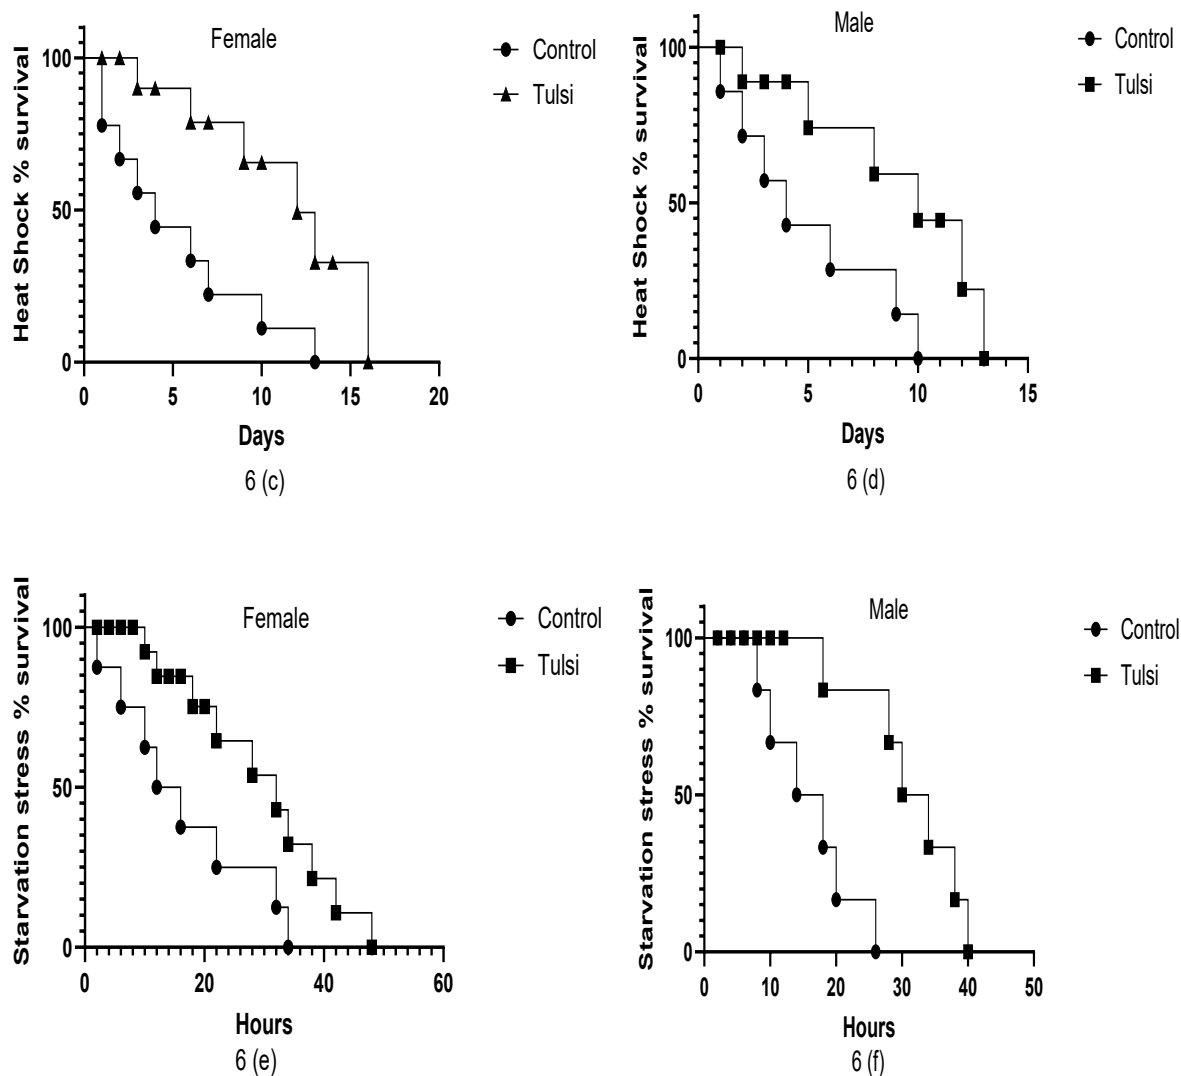 Female
Control
Tulsi
Heat Shock % survival
100
50
0
0 5 10 15 20
Days
6 (c)
Male
Control
Tulsi
Heat Shock % survival
100
50
0
0 5 10 15
Days
6 (d)
Female
Control
Tulsi
Starvation stress % survival
100
50
0
0 20 40 60
Hours
6 (e)
Male
Control
Tulsi
Starvation stress % survival
100
50
0
0 10 20 30 40 50
Hours
6 (f)